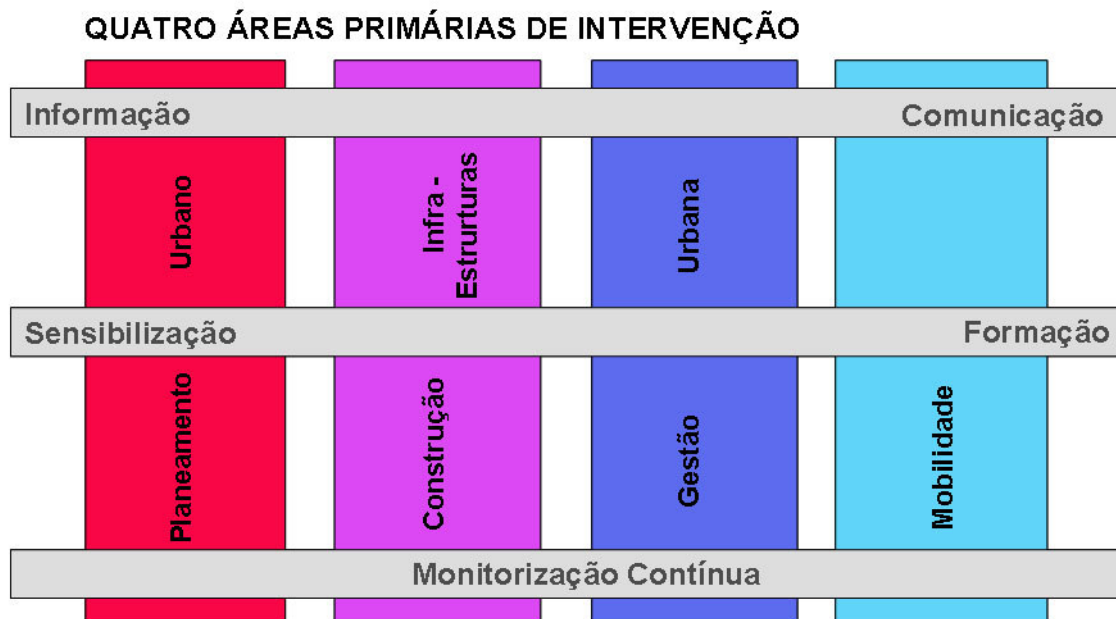 QUATRO ÁREAS PRIMÁRIAS DE INTERVENÇÃO
Informação
Comunicação
Urbano
Infra -
Estrurturas
Urbana
Sensibilização
Formação
Planeamento
Construção
Gestão
Mobilidade
Monitorização Contínua